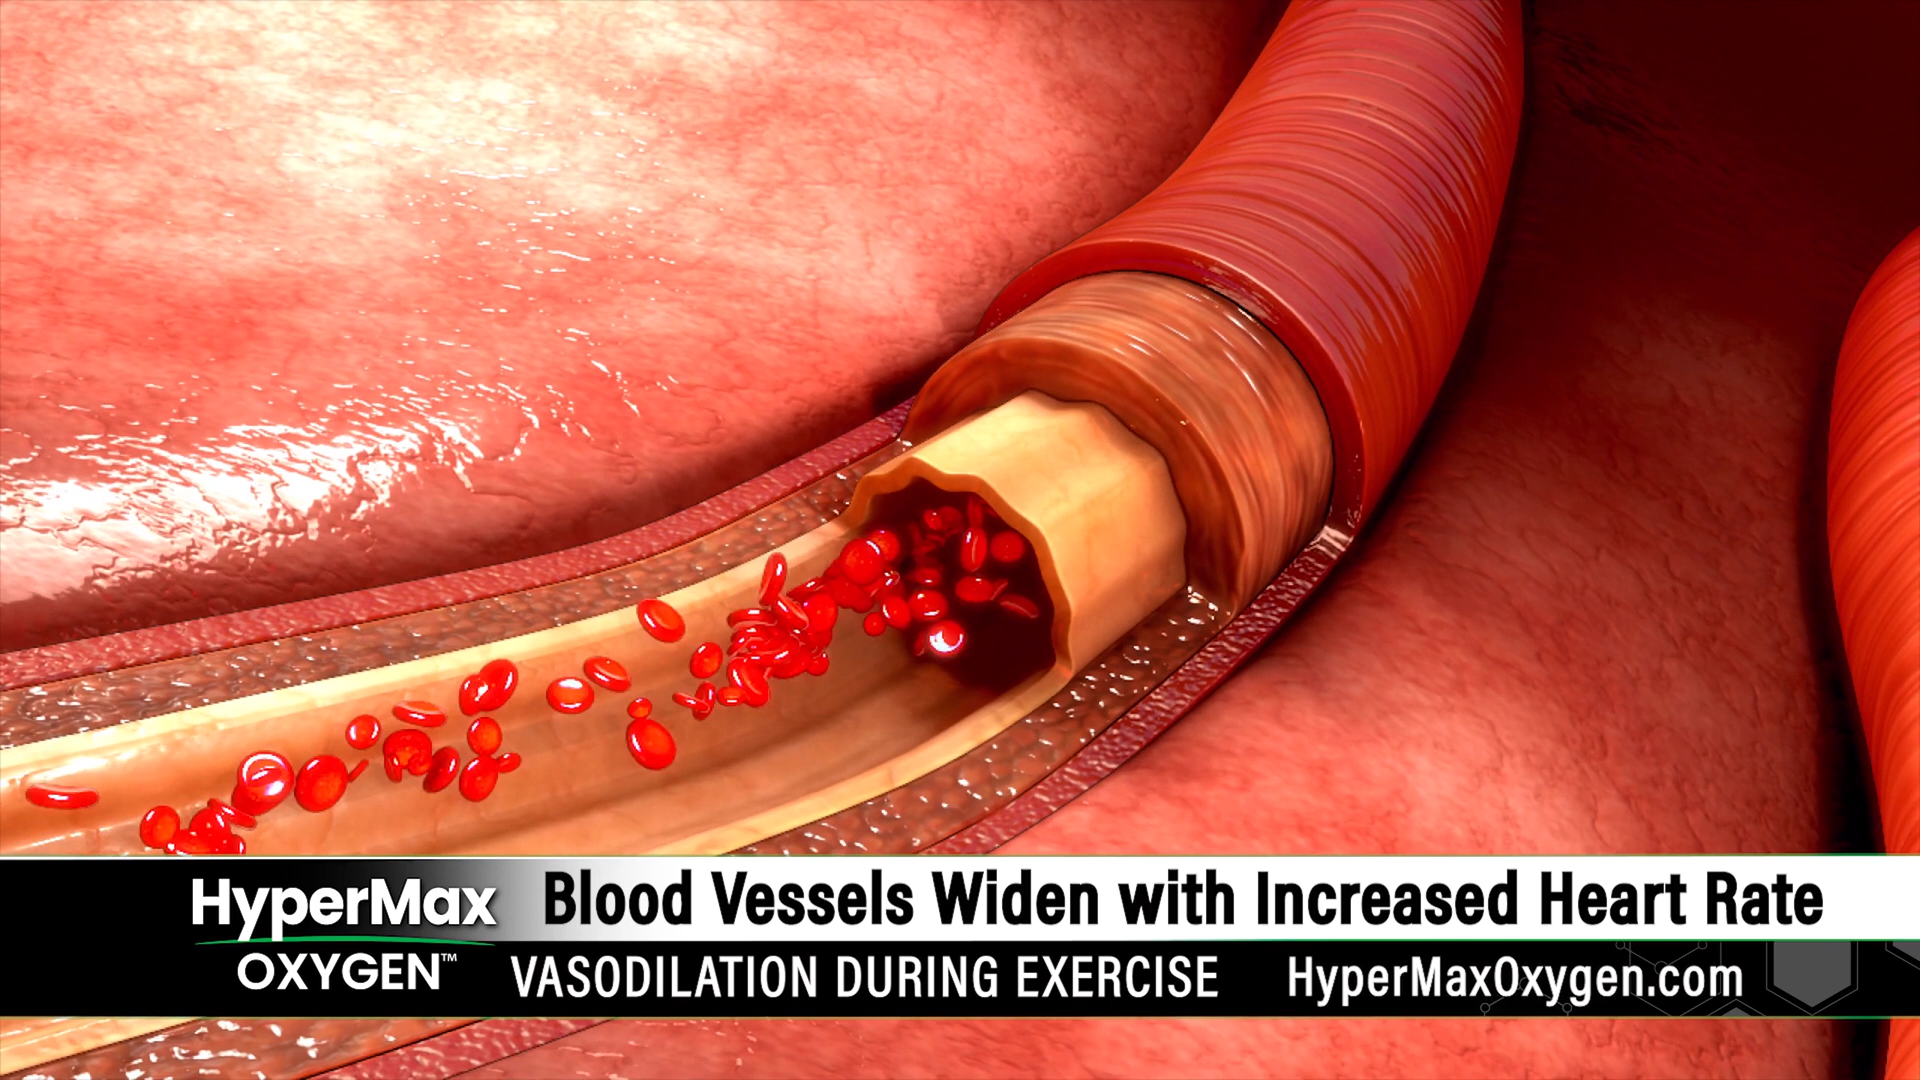 HyperMax
OXYGEN™
Blood Vessels Widen with Increased Heart Rate
VASODILATION DURING EXERCISE HyperMaxOxygen.com